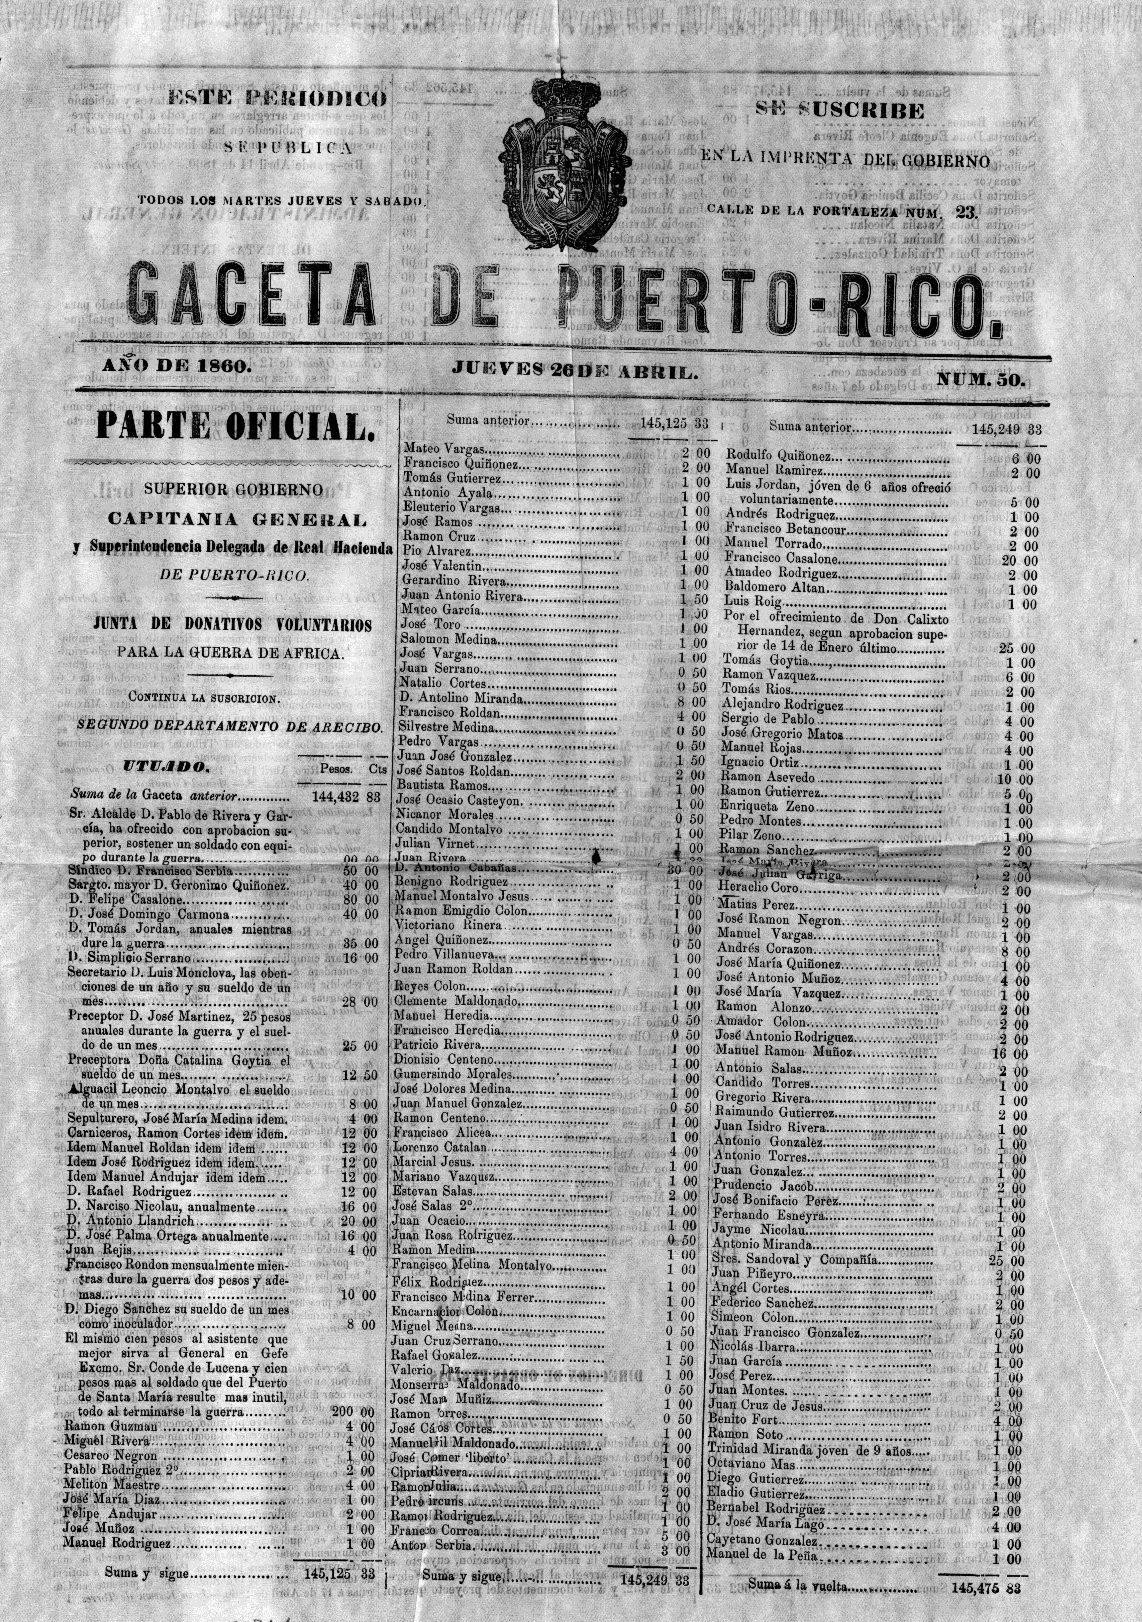 ESTE PERIODICO
SE PUBLICA
TODOS LOS MARTES JUEVES Y SABADO.
SE SUSCRIBE
EN LA IMPRENTA DEL GOBIERNO
CALLE DE LA FORTALEZA NUM. 23.
GACETA DE PUERTO-RICO.
AÑO DE 1860.
JUEVES 26 DE ABRIL.
NUM. 50.
PARTE OFICIAL.
SUPERIOR GOBIERNO
CAPITANIA GENERAL
y Superintendencia Delegada de Real Hacienda
DE PUERTO-RICO.
JUNTA DE DONATIVOS VOLUNTARIOS
PARA LA GUERRA DE AFRICA.
CONTINUA LA SUSCRICION.
SEGUNDO DEPARTAMENTO DE ARECIBO.
UTUADO. Pesos. Cts
Suma de la Gaceta anterior............ 144,432 83
Sr. Alcalde D. Pablo de Rivera y Gar-
cía, ha ofrecido con aprobacion su-
perior, sostener un soldado con equi-
po durante la guerra.................... 00 00
Síndico D. Francisco Serbia............ 50 00
Sargto. mayor D. Geronimo Quiñonez. 40 00
D. Felipe Casalone..................... 80 00
D. José Domingo Carmona............ 40 00
D. Tomás Jordan, anuales mientras
dure la guerra........................ 35 00
D. Simplicio Serrano.................. 16 00
Secretario D. Luis Monclova, las oben-
ciones de un año y su sueldo de un
mes................................. 28 00
Preceptor D. José Martinez, 25 pesos
anuales durante la guerra y el suel-
do de un mes........................ 25 00
Preceptora Doña Catalina Goytia el
sueldo de un mes..................... 12 50
Alguacil Leoncio Montalvo el sueldo
de un mes........................... 8 00
Sepulturero, José María Medina idem. 4 00
Carniceros, Ramon Cortes idem idem. 12 00
Idem Manuel Roldan idem idem...... 12 00
Idem José Rodriguez idem idem..... 12 00
Idem Manuel Andujar idem idem..... 12 00
D. Rafael Rodriguez.................. 12 00
D. Narciso Nicolau, anualmente....... 16 00
D. Antonio Llandrich................. 20 00
D. José Palma Ortega anualmente.... 16 00
Juan Rejis........................... 4 00
Francisco Rondon mensualmente mien-
tras dure la guerra dos pesos y ade-
mas................................. 10 00
D. Diego Sanchez su sueldo de un mes
como inoculador..................... 8 00
El mismo cien pesos al asistente que
mejor sirva al General en Gefe
Excmo. Sr. Conde de Lucena y cien
pesos mas al soldado que del Puerto
de Santa María resulte mas inutil,
todo al terminarse la guerra........ 200 00
Ramon Guzman...................... 4 00
Miguel Rivera....................... 4 00
Cesareo Negron..................... 1 00
Pablo Rodriguez 2º.................. 2 00
Meliton Maestre..................... 4 00
José María Diaz..................... 1 00
Felipe Andujar...................... 2 00
José Muñoz......................... 1 00
Manuel Rodriguez................... 1 00
Suma y sigue................... 145,125 33
Suma anterior................... 145,125 33
Mateo Vargas....................... 2 00
Francisco Quiñonez................. 2 00
Tomás Gutierrez.................... 1 00
Antonio Ayala...................... 1 00
Eleuterio Vargas................... 1 00
José Ramos......................... 1 00
Ramon Cruz......................... 1 00
Pio Alvarez........................ 1 00
José Valentin...................... 1 00
Gerardino Rivera................... 1 00
Juan Antonio Rivera................ 1 50
Mateo García....................... 1 00
José Toro.......................... 1 00
Salomon Medina..................... 1 00
José Vargas........................ 1 00
Juan Serrano....................... 0 50
Natalio Cortes..................... 0 50
D. Antolino Miranda................ 8 00
Francisco Roldan................... 4 00
Silvestre Medina................... 0 50
Pedro Vargas....................... 0 50
Juan José Gonzalez................. 1 50
José Santos Roldan................. 2 00
Bautista Ramos..................... 1 00
José Ocasio Casteyon............... 1 00
Nicanor Morales.................... 0 50
Candido Montalvo................... 1 00
Julian Virnet...................... 1 00
Juan Rivera........................
D. Antonio Cabañas................. 30 00
Benigno Rodriguez.................. 1 00
Manuel Montalvo Jesus.............. 1 00
Ramon Emigdio Colon................ 1 00
Victoriano Rinera.................. 1 00
Angel Quiñonez..................... 0 50
Pedro Villanueva................... 1 00
Juan Ramon Roldan.................. 1 00
Reyes Colon........................ 1 00
Clemente Maldonado................. 1 00
Manuel Heredia..................... 0 50
Francisco Heredia.................. 0 50
Patricio Rivera.................... 1 00
Dionisio Centeno................... 1 00
Gumersindo Morales................. 1 00
José Dolores Medina................ 1 00
Juan Manuel Gonzalez............... 0 50
Ramon Centeno...................... 1 00
Francisco Alicea................... 1 00
Lorenzo Catalan.................... 4 00
Marcial Jesus...................... 1 00
Mariano Vazquez.................... 1 00
Estevan Salas...................... 2 00
José Salas 2º...................... 1 00
Juan Ocacio........................ 1 00
Juan Rosa Rodriguez................ 0 50
Ramon Medina....................... 1 00
Francisco Melina Montalvo.......... 1 00
Félix Rodriguez.................... 1 00
Francisco Medina Ferrer............ 1 00
Encarnacion Colon.................. 1 00
Miguel Medina...................... 0 50
Juan Cruz Serrano.................. 1 00
Rafael Gonzalez.................... 1 50
Valerio Paz........................ 1 00
Monserrat Maldonado................ 0 50
José María Muñiz................... 1 00
Ramon Torres....................... 0 50
José Carlos Cortes................. 1 00
Manuel Gil Maldonado............... 1 00
José Comer 'liberto'............... 1 00
Ciprian Rivera..................... 1 00
Ramon Julia........................ 2 00
Pedro ircuns....................... 1 00
Ramon Rodriguez.................... 1 00
Francisco Correa................... 5 00
Antonio Serbia..................... 3 00
Suma y sigue................... 145,249 33
Suma anterior................... 145,249 33
Rodulfo Quiñonez................... 6 00
Manuel Ramirez..................... 2 00
Luis Jordan, jóven de 6 años ofreció
voluntariamente.................... 5 00
Andrés Rodriguez................... 1 00
Francisco Betancour................ 2 00
Manuel Torrado..................... 2 00
Francisco Casalone................. 20 00
Amadeo Rodriguez................... 2 00
Baldomero Altan.................... 1 00
Luis Roig.......................... 1 00
Por el ofrecimiento de Don Calixto
Hernandez, segun aprobacion supe-
rior de 14 de Enero último......... 25 00
Tomás Goytia....................... 1 00
Ramon Vazquez...................... 6 00
Tomás Rios......................... 2 00
Alejandro Rodriguez................ 1 00
Sergio de Pablo.................... 4 00
José Gregorio Matos................ 4 00
Manuel Rojas....................... 4 00
Ignacio Ortiz...................... 1 00
Ramon Asevedo...................... 10 00
Ramon Gutierrez.................... 5 00
Enriqueta Zeno..................... 1 00
Pedro Montes....................... 1 00
Pilar Zeno......................... 1 00
Ramon Sanchez...................... 2 00
José María Rivera..................
José Julian Garriga................ 2 00
Heraclio Coro...................... 2 00
Matias Perez....................... 1 00
José Ramon Negron.................. 2 00
Manuel Vargas...................... 1 00
Andrés Corazon..................... 8 00
José María Quiñonez................ 1 00
José Antonio Muñoz................. 4 00
José María Vazquez................. 1 00
Ramon Alonzo....................... 2 00
Amador Colon....................... 2 00
José Antonio Rodriguez............. 2 00
Manuel Ramon Muñoz................. 16 00
Antonio Salas...................... 2 00
Candido Torres..................... 1 00
Gregorio Rivera.................... 1 00
Raimundo Gutierrez................. 2 00
Juan Isidro Rivera................. 1 00
Antonio Gonzalez................... 1 00
Antonio Torres..................... 1 00
Juan Gonzalez...................... 1 00
Prudencio Jacob.................... 2 00
José Bonifacio Perez............... 1 00
Fernando Esneyra................... 1 00
Jayme Nicolau...................... 1 00
Antonio Miranda.................... 1 00
Sres. Sandoval y Compañía.......... 25 00
Juan Piñeyro....................... 2 00
Angél Cortes....................... 1 00
Federico Sanchez................... 2 00
Simeon Colon....................... 1 00
Juan Francisco Gonzalez............ 0 50
Nicolás Ibarra..................... 1 00
Juan García........................ 1 00
José Perez......................... 1 00
Juan Montes........................ 1 00
Juan Cruz de Jesus................. 2 00
Benito Fort........................ 4 00
Ramon Soto......................... 1 00
Trinidad Miranda joven de 9 años..... 1 00
Octaviano Mas...................... 1 00
Diego Gutierrez.................... 1 00
Eladio Gutierrez................... 1 00
Bernabel Rodriguez................. 2 00
D. José María Lago................. 4 00
Cayetano Gonzalez.................. 1 00
Manuel de la Peña.................. 1 00
Suma á la vuelta................ 145,475 83